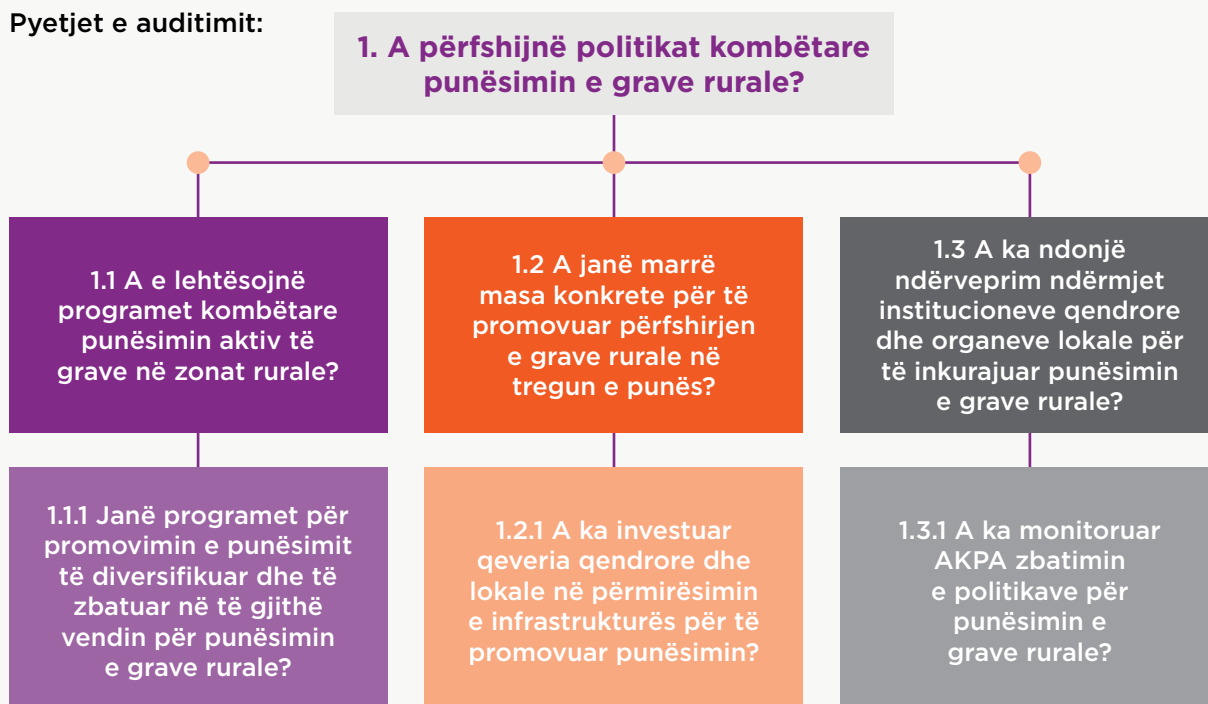 Pyetjet e auditimit:
1. A përfshijnë politikat kombëtare
punësimin e grave rurale?
1.1 A e lehtësojnë
programet kombëtare
punësimin aktiv të
grave në zonat rurale?
1.2 A janë marrë
masa konkrete për të
promovuar përfshirjen
e grave rurale në
tregun e punës?
1.3 A ka ndonjë
ndërveprim ndërmjet
institucioneve qendrore
dhe organeve lokale për
të inkurajuar punësimin
e grave rurale?
1.1.1 Janë programet për
promovimin e punësimit
të diversifikuar dhe të
zbatuar në të gjithë
vendin për punësimin
e grave rurale?
1.2.1 A ka investuar
qeveria qendrore dhe
lokale në përmirësimin
e infrastrukturës për të
promovuar punësimin?
1.3.1 A ka monitoruar
AKPA zbatimin
e politikave për
punësimin e
grave rurale?